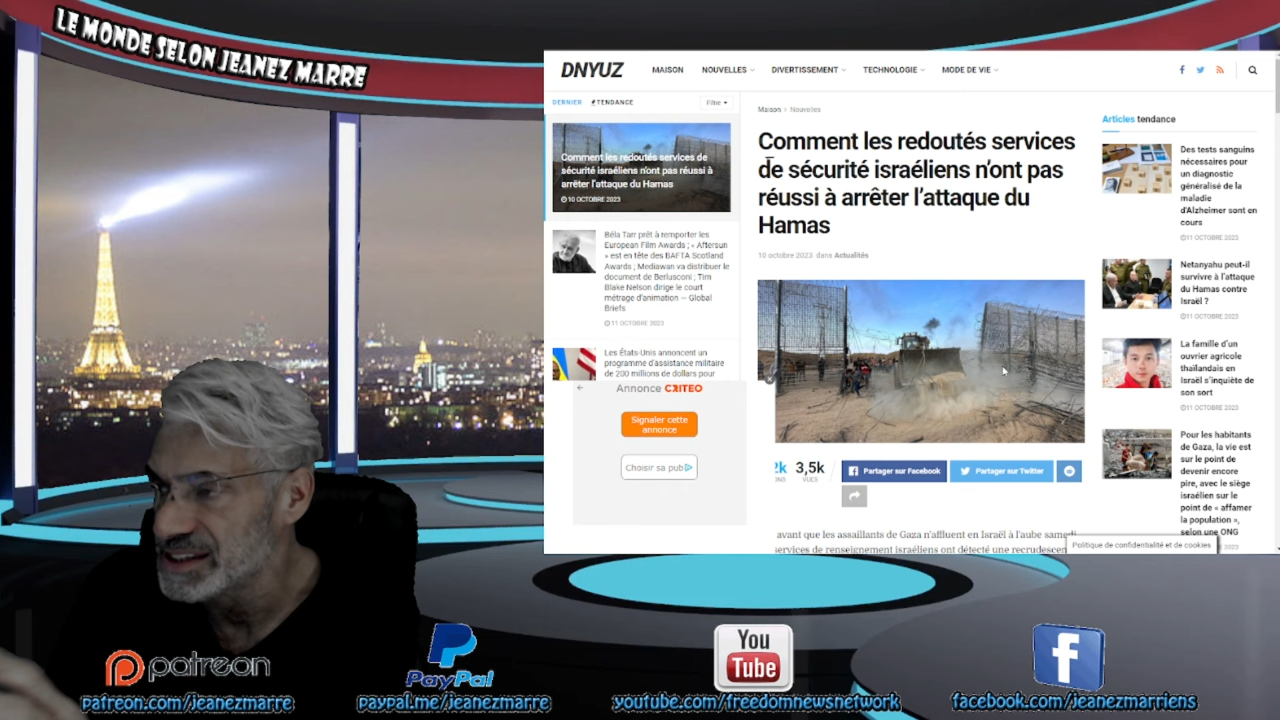 LE MONDE SELON JEANEZ MARRE
DNYUZ
MAISON
NOUVELLES
DIVERTISSEMENT
TECHNOLOGIE
MODE DE VIE
DERNIER
TENDANCE
Filtre
Comment les redoutés services de
sécurité israéliens n'ont pas réussi à
arrêter l'attaque du Hamas
10 OCTOBRE 2023
Béla Tarr prêt à remporter les
European Film Awards ; « Aftersun
» est en tête des BAFTA Scotland
Awards ; Mediawan va distribuer le
document de Berlusconi ; Tim
Blake Nelson dirige le court
métrage d'animation – Global
Briefs
11 OCTOBRE 2023
Les États-Unis annoncent un
programme d'assistance militaire
de 200 millions de dollars pour
Annonce CRITEO
Signaler cette
annonce
Choisir sa pub
Maison > Nouvelles
Comment les redoutés services
de sécurité israéliens n'ont pas
réussi à arrêter l'attaque du
Hamas
10 octobre 2023 dans Actualités
3,5k
VUES
Partager sur Facebook
Partager sur Twitter
avant que les assaillants de Gaza n'affluent en Israël à l'aube samedi
services de renseignement israéliens ont détecté une
Articles tendance
Des tests sanguins
nécessaires pour
un diagnostic
généralisé de la
maladie
d'Alzheimer sont en
cours
11 OCTOBRE 2023
Netanyahu peut-il
survivre à l'attaque
du Hamas contre
Israël ?
11 OCTOBRE 2023
La famille d'un
ouvrier agricole
thaïlandais en
Israël s'inquiète de
son sort
11 OCTOBRE 2023
Pour les habitants
de Gaza, la vie est
sur le point de
devenir encore
pire, avec le siège
israélien sur le
point de « affamer
la population »,
selon une ONG
2023
Politique de confidentialité et de cookies
patreon
patreon.com/jeanezmarre
PayPal
paypal.me/jeanezmarre
You
Tube
youtube.com/freedomnewsnetwork
f
facebook.com/jeanezmarriens